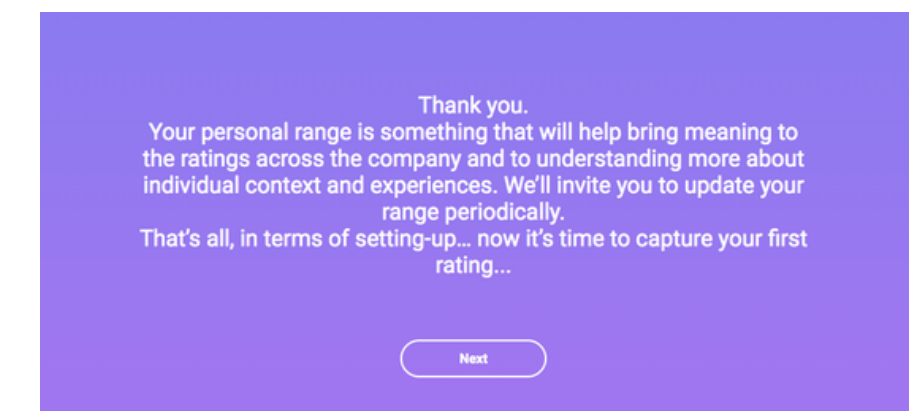 Thank you.
Your personal range is something that will help bring meaning to
the ratings across the company and to understanding more about
individual context and experiences. We'll invite you to update your
range periodically.
That's all, in terms of setting-up... now it's time to capture your first
rating...
Next